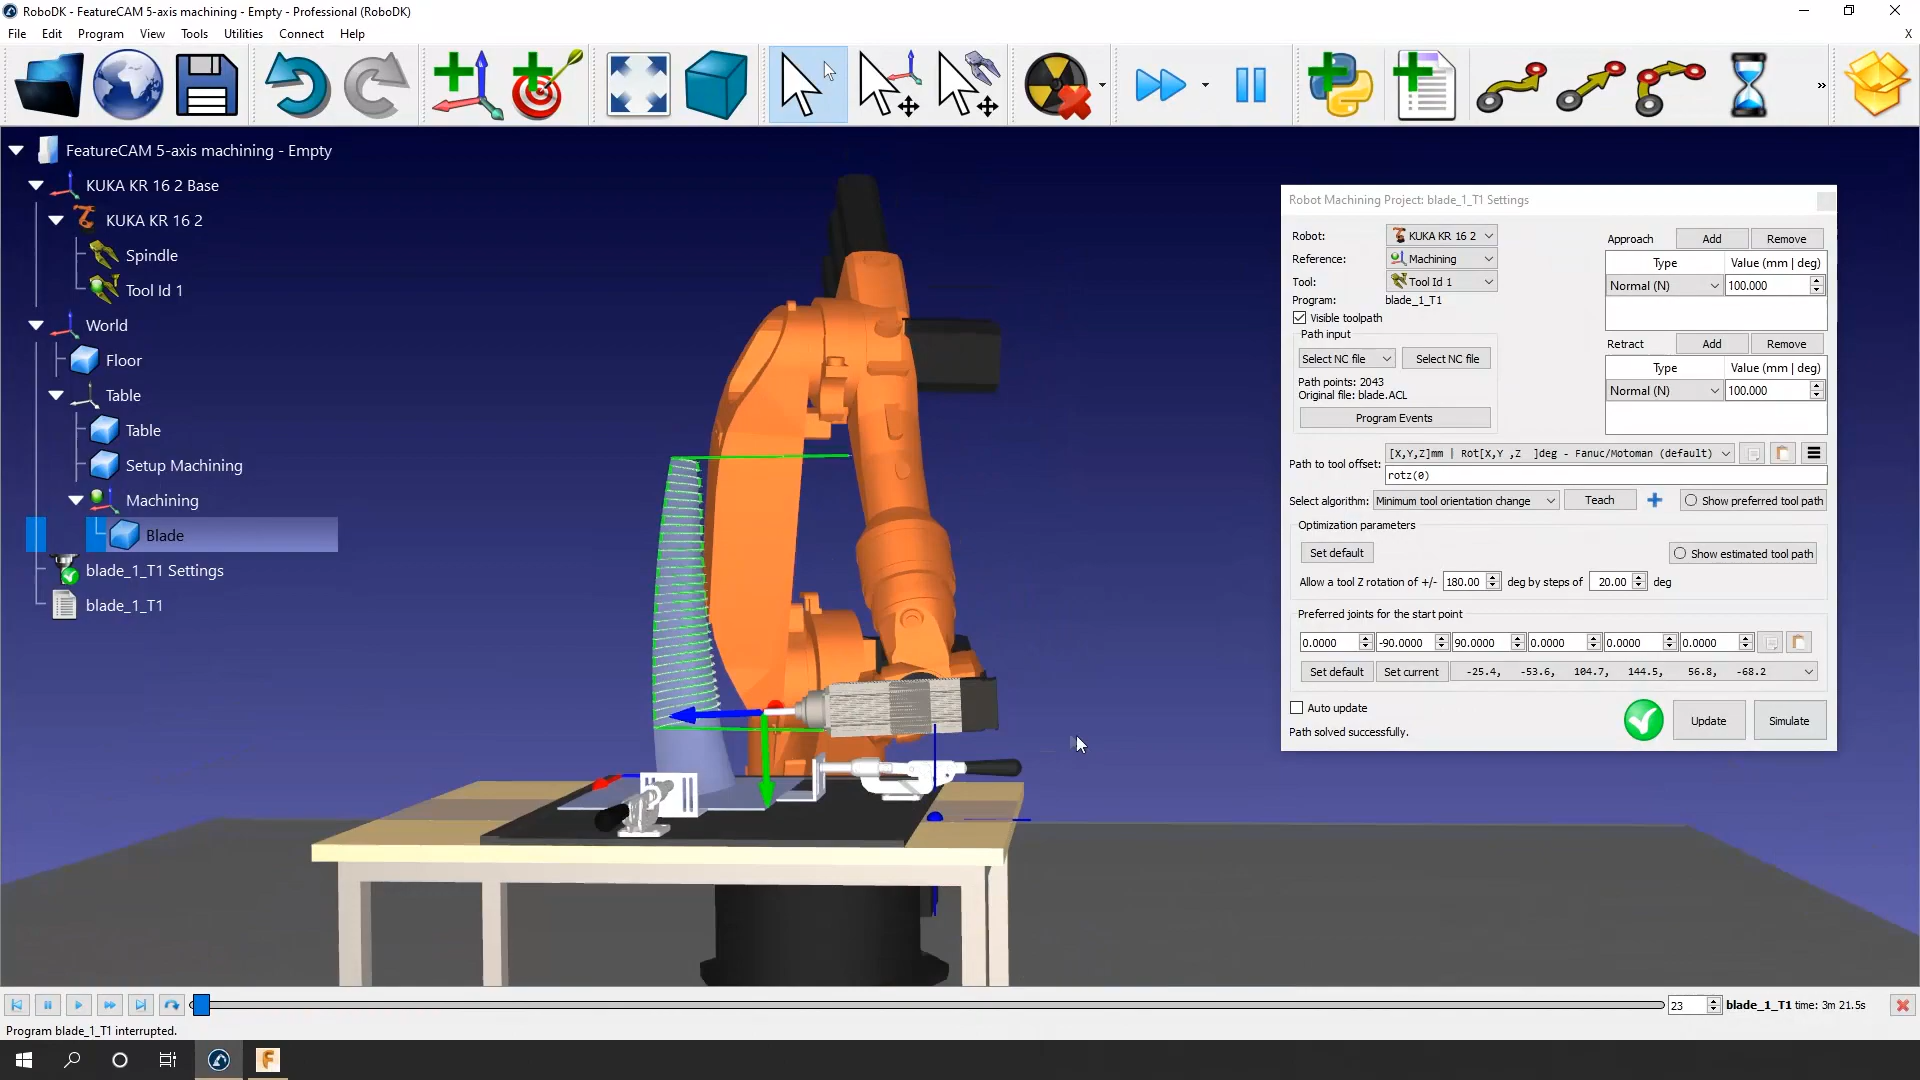 RoboDK - FeatureCAM 5-axis machining - Empty - Professional (RoboDK)
File Edit Program View Tools Utilities Connect Help X
»
FeatureCAM 5-axis machining - Empty
KUKA KR 16 2 Base
KUKA KR 16 2
Spindle
Tool Id 1
World
Floor
Table
Table
Setup Machining
Machining
Blade
blade_1_T1 Settings
blade_1_T1
Robot Machining Project: blade_1_T1 Settings
Robot: KUKA KR 16 2
Reference: Machining
Tool: Tool Id 1
Program: blade_1_T1
Visible toolpath
Path input
Select NC file Select NC file
Path points: 2043
Original file: blade.ACL
Program Events
Approach Add Remove
Type Value (mm | deg)
Normal (N) 100.000
Retract Add Remove
Type Value (mm | deg)
Normal (N) 100.000
Path to tool offset: [X,Y,Z]mm | Rot[X,Y ,Z ]deg - Fanuc/Motoman (default)
rotz(0)
Select algorithm: Minimum tool orientation change Teach Show preferred tool path
Optimization parameters
Set default Show estimated tool path
Allow a tool Z rotation of +/- 180.00 deg by steps of 20.00 deg
Preferred joints for the start point
0.0000 -90.0000 90.0000 0.0000 0.0000 0.0000
Set default Set current -25.4, -53.6, 104.7, 144.5, 56.8, -68.2
Auto update
Path solved successfully.
Update Simulate
23 blade_1_T1 time: 3m 21.5s
Program blade_1_T1 interrupted.